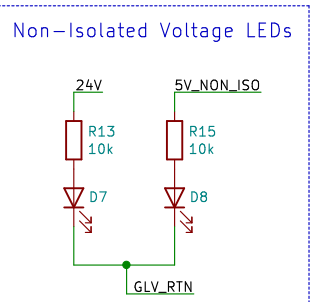 Non-Isolated Voltage LEDs
24V
5V_NON_ISO
R13
10k
R15
10k
D7
D8
GLV_RTN